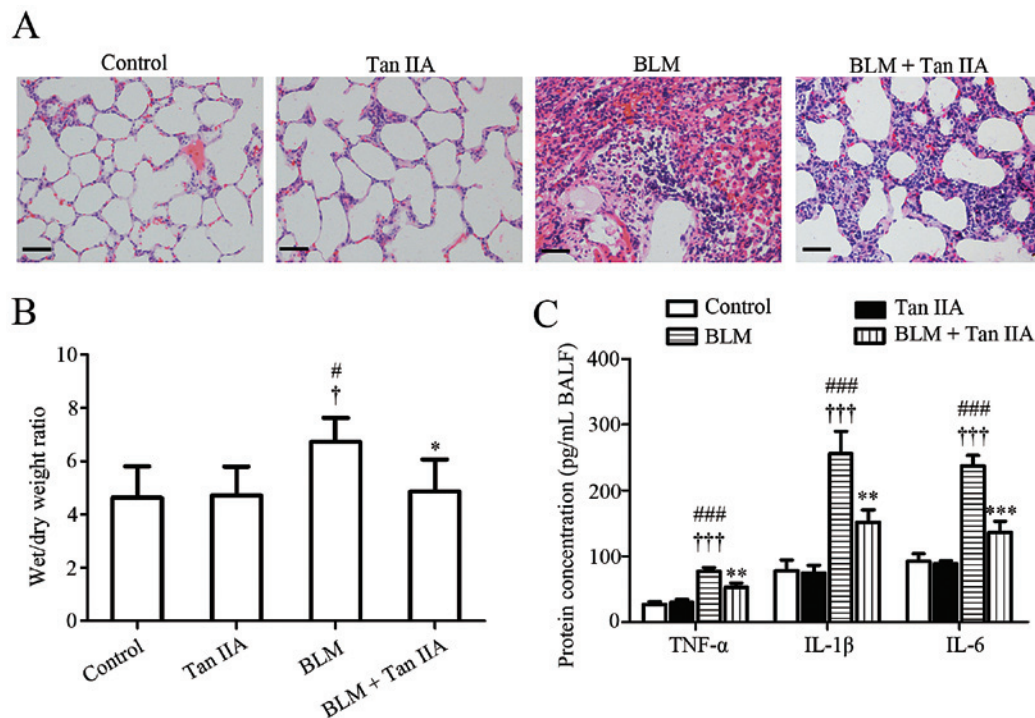 A
Control
Tan IIA
BLM
BLM + Tan IIA
B
Wet/dry weight ratio
10
8
6
4
2
0
#
†
*
Control
Tan IIA
BLM
BLM + Tan IIA
C
Control
Tan IIA
BLM
BLM + Tan IIA
Protein concentration (pg/mL BALF)
400
300
200
100
0
###
†††
**
###
†††
**
###
†††
***
TNF-α
IL-1β
IL-6